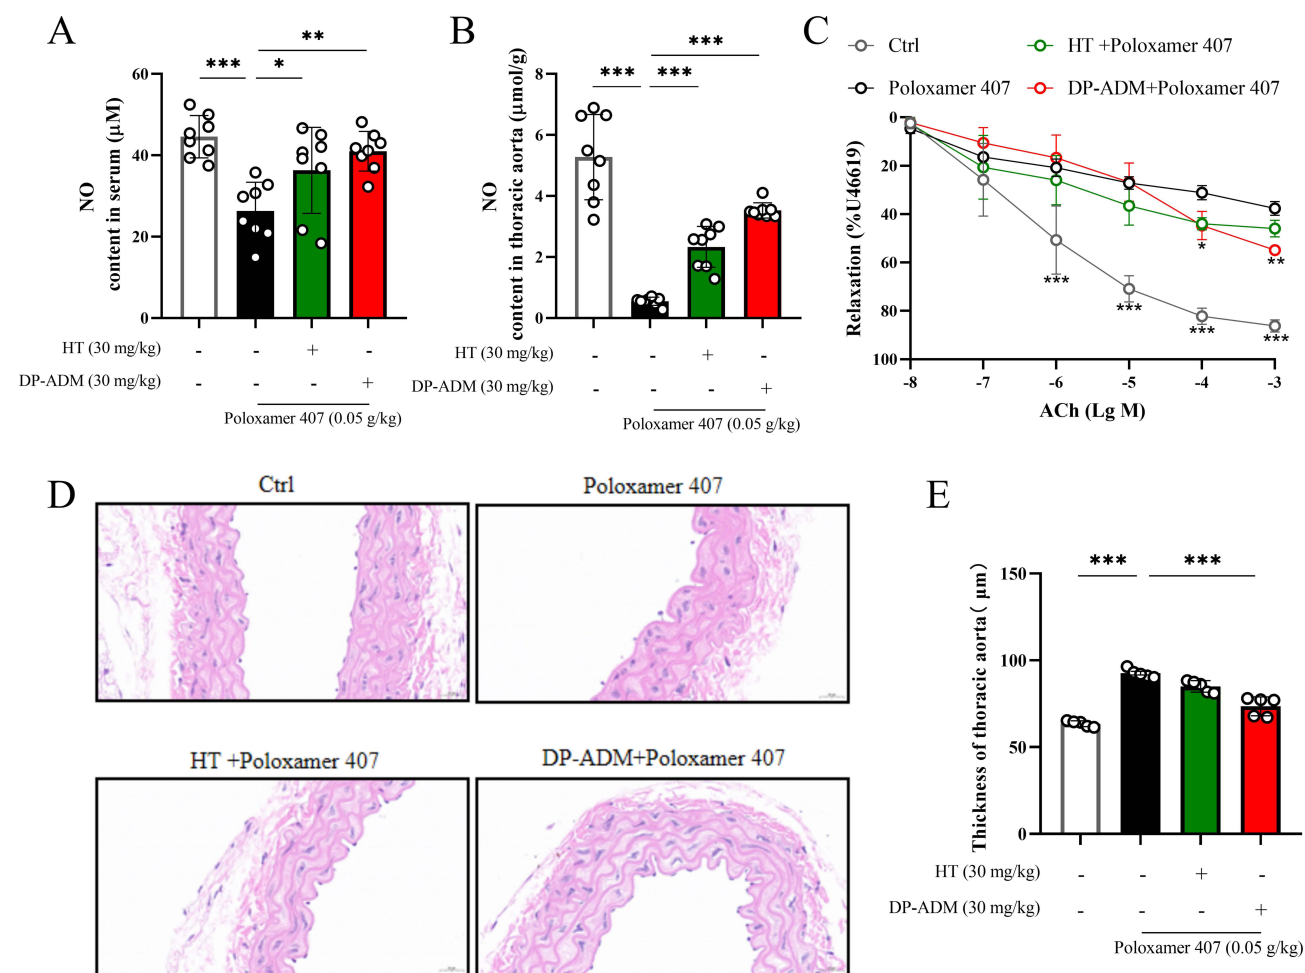 A
NO
content in serum (μM)
60
40
20
0
***
*
**
HT (30 mg/kg)
- - + -
DP-ADM (30 mg/kg)
- - - +
Poloxamer 407 (0.05 g/kg)
B
NO
content in thoracic aorta (μmol/g)
8
6
4
2
0
***
***
***
HT (30 mg/kg)
- - + -
DP-ADM (30 mg/kg)
- - - +
Poloxamer 407 (0.05 g/kg)
C
Ctrl
HT +Poloxamer 407
Poloxamer 407
DP-ADM+Poloxamer 407
Relaxation (%U46619)
0
20
40
60
80
100
***
***
*
***
**
***
-8 -7 -6 -5 -4 -3
ACh (Lg M)
D
Ctrl
Poloxamer 407
HT +Poloxamer 407
DP-ADM+Poloxamer 407
E
Thickness of thoracic aorta( μm)
150
100
50
0
***
***
HT (30 mg/kg)
- - + -
DP-ADM (30 mg/kg)
- - - +
Poloxamer 407 (0.05 g/kg)